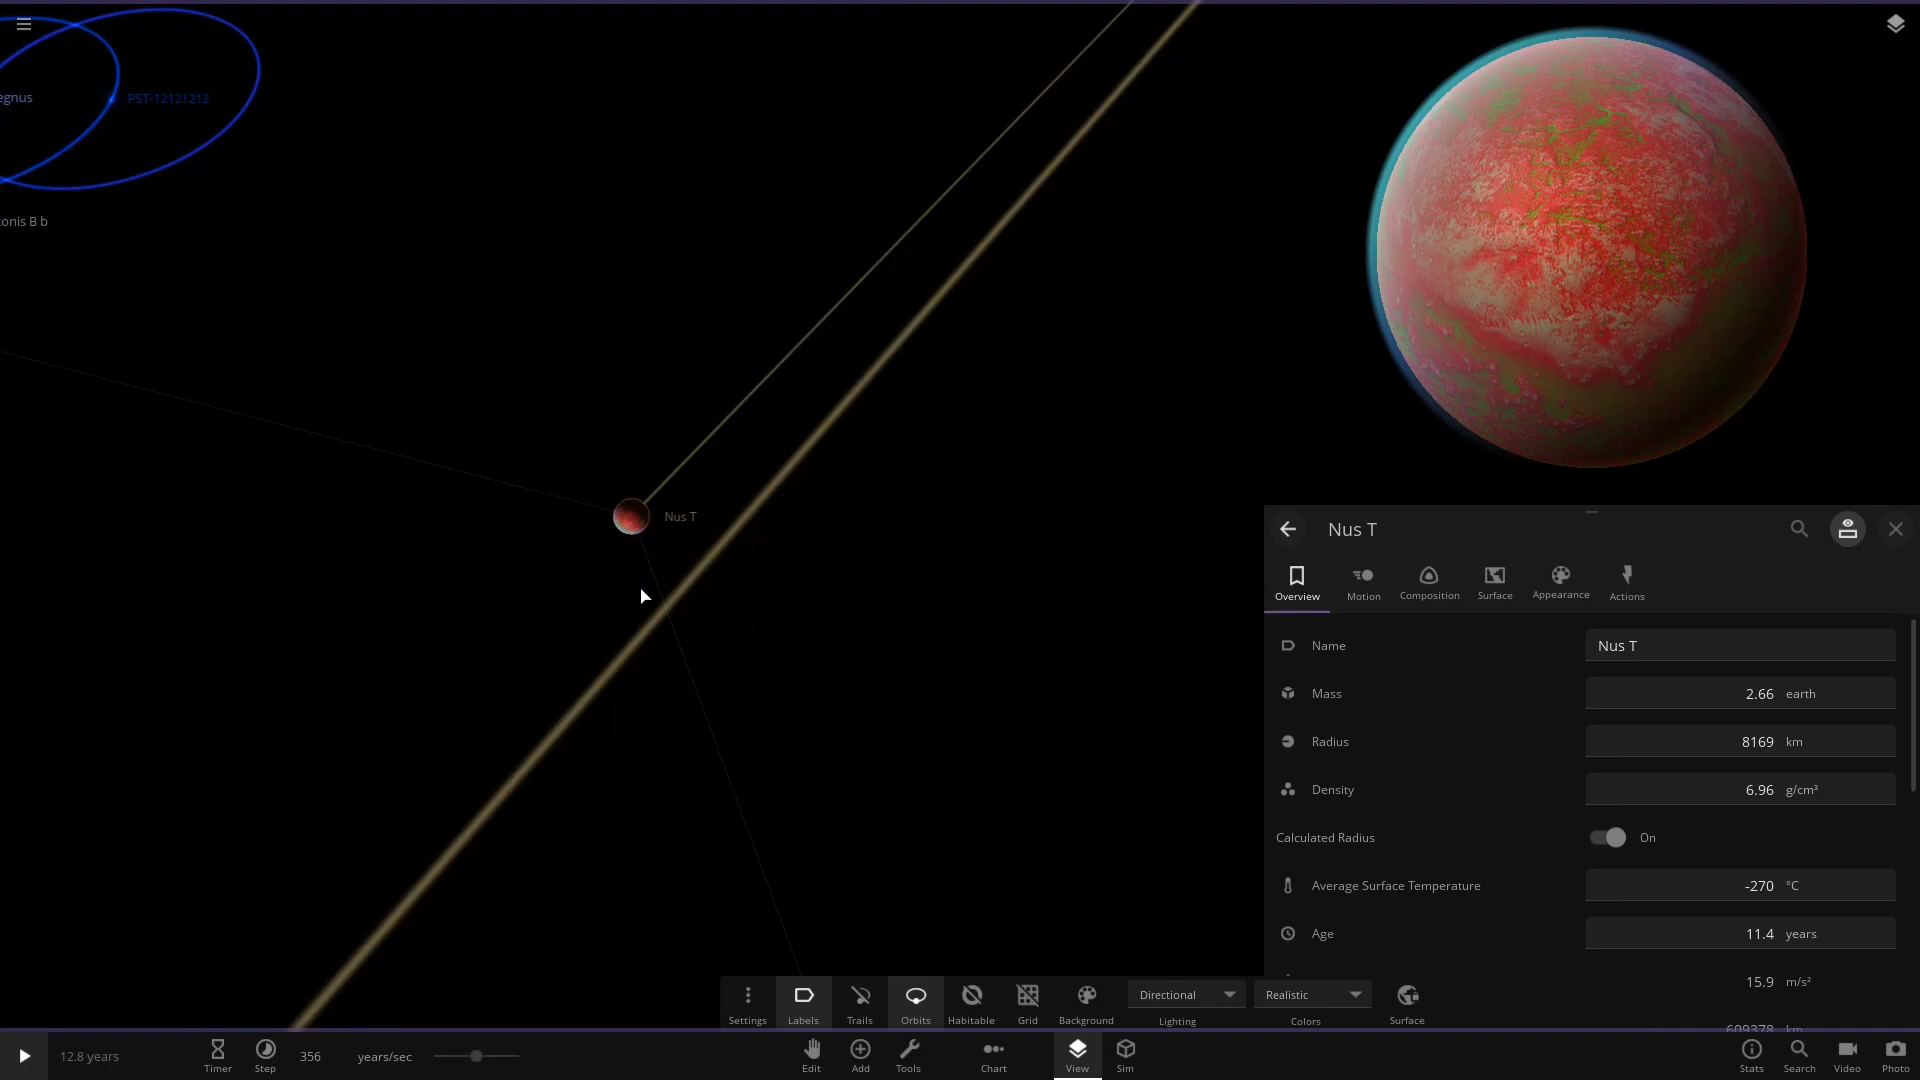 egnus
PST-12121212
onis B b
Nus T
Nus T
Overview
Motion
Composition
Surface
Appearance
Actions
Name
Nus T
Mass
2.66 earth
Radius
8169 km
Density
6.96 g/cm³
Calculated Radius
On
Average Surface Temperature
-270 °C
Age
11.4 years
15.9 m/s²
609378 km
Settings
Labels
Trails
Orbits
Habitable
Grid
Background
Directional
Lighting
Realistic
Colors
Surface
12.8 years
Timer
Step
356 years/sec
Edit
Add
Tools
Chart
View
Sim
Stats
Search
Video
Photo